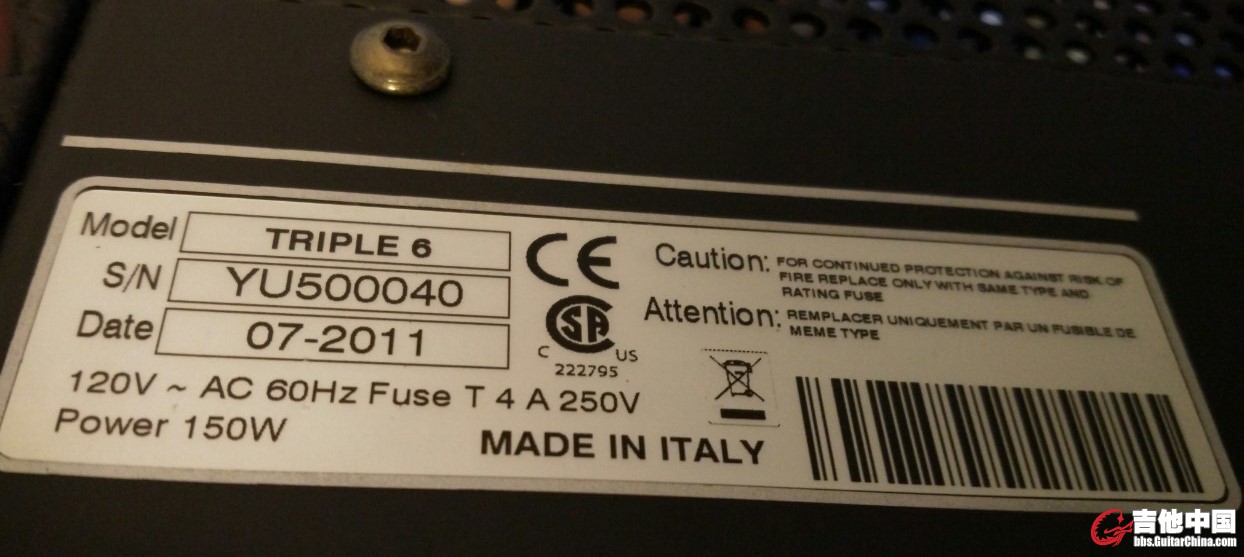 Model TRIPLE 6
S/N YU500040
Date 07-2011
120V ~ AC 60Hz Fuse T 4 A 250V
Power 150W
MADE IN ITALY
CE
SA
C US
222795
Caution: FOR CONTINUED PROTECTION AGAINST RISK OF
FIRE REPLACE ONLY WITH SAME TYPE AND
RATING FUSE
Attention: REMPLACER UNIQUEMENT PAR UN FUSIBLE DE
MEME TYPE
吉他中国
bbs.GuitarChina.com